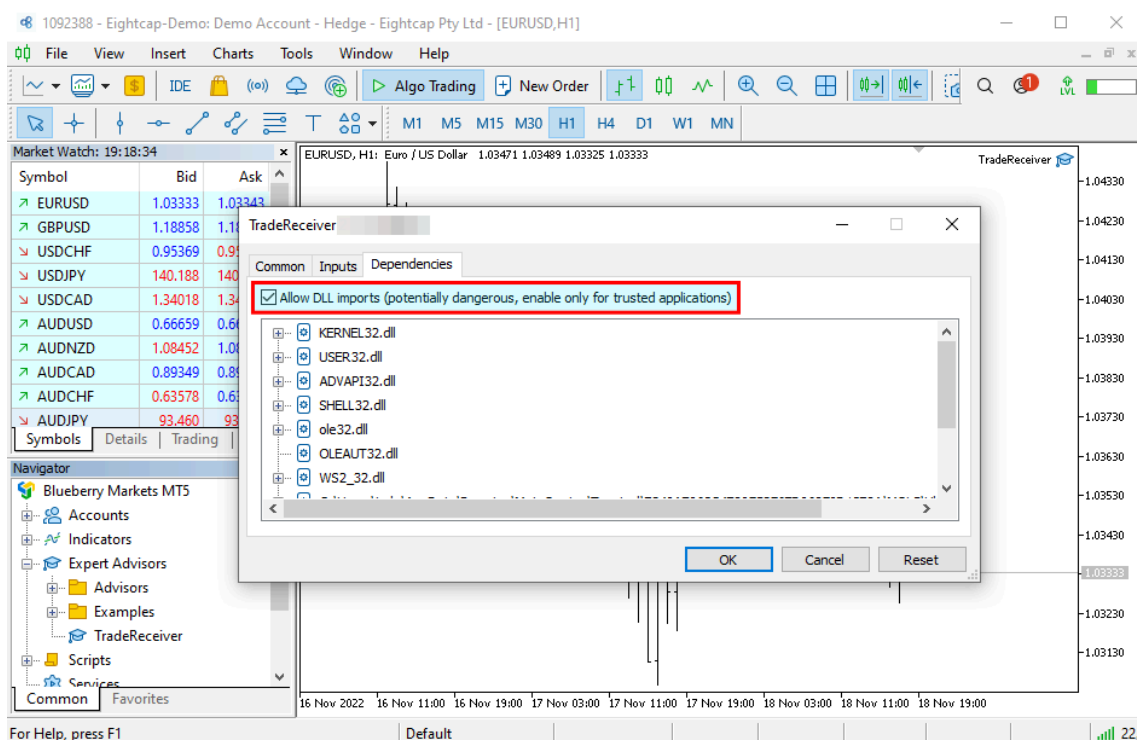 1092388 - Eightcap-Demo: Demo Account - Hedge - Eightcap Pty Ltd - [EURUSD,H1]
File View Insert Charts Tools Window Help
$ IDE Algo Trading New Order 1 LVL
T M1 M5 M15 M30 H1 H4 D1 W1 MN
Market Watch: 19:18:34
Symbol Bid Ask
EURUSD 1.03333 1.03343
GBPUSD 1.18858
USDCHF 0.95369
USDJPY 140.188
USDCAD 1.34018
AUDUSD 0.66659
AUDNZD 1.08452
AUDCAD 0.89349
AUDCHF 0.63578
AUDJPY 93.460
Symbols Details Trading
Navigator
Blueberry Markets MT5
Accounts
Indicators
Expert Advisors
Advisors
Examples
TradeReceiver
Scripts
Services
Common Favorites
EURUSD, H1: Euro / US Dollar 1.03471 1.03489 1.03325 1.03333
TradeReceiver
TradeReceiver
Common Inputs Dependencies
Allow DLL imports (potentially dangerous, enable only for trusted applications)
KERNEL32.dll
USER32.dll
ADVAPI32.dll
SHELL32.dll
ole32.dll
OLEAUT32.dll
WS2_32.dll
OK Cancel Reset
1.04330
1.04230
1.04130
1.04030
1.03930
1.03830
1.03730
1.03630
1.03530
1.03430
1.03333
1.03230
1.03130
16 Nov 2022 16 Nov 11:00 16 Nov 19:00 17 Nov 03:00 17 Nov 11:00 17 Nov 19:00 18 Nov 03:00 18 Nov 11:00 18 Nov 19:00
For Help, press F1 Default 22